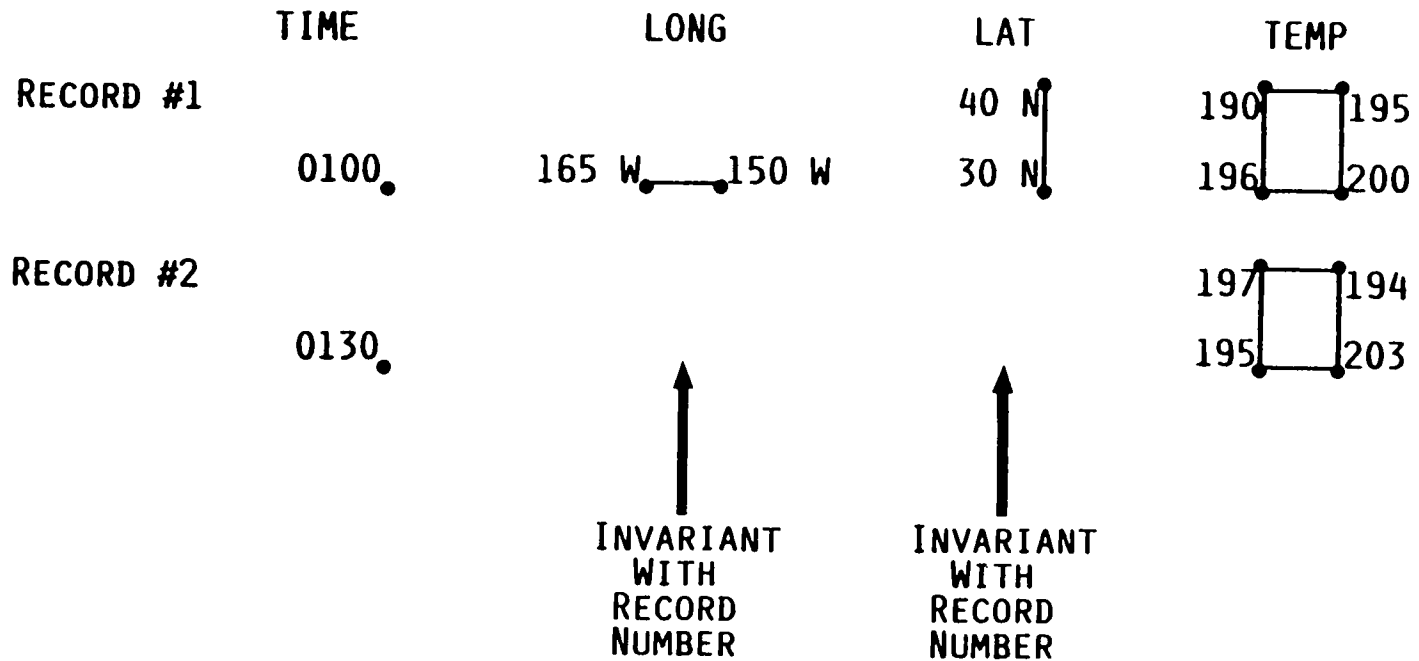 TIME LONG LAT TEMP
RECORD #1
40 N 190 195
0100 165 W 150 W 30 N 196 200
RECORD #2
197 194
0130 195 203
INVARIANT WITH RECORD NUMBER
INVARIANT WITH RECORD NUMBER